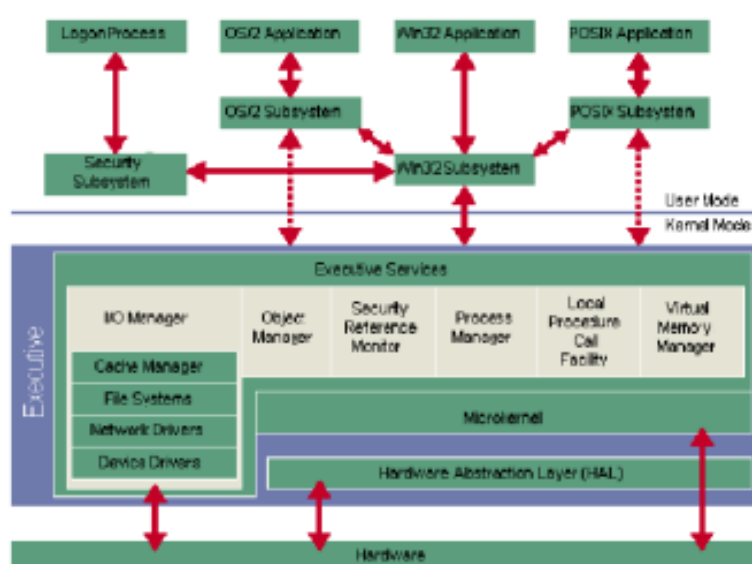 Logon Process
OS/2 Application
Win32 Application
POSIX Application
OS/2 Subsystem
POSIX Subsystem
Security
Subsystem
Win32 Subsystem
User Mode
Kernel Mode
Executive
Executive Services
I/O Manager
Object
Manager
Security
Reference
Monitor
Process
Manager
Local
Procedure
Call
Facility
Virtual
Memory
Manager
Cache Manager
File Systems
Network Drivers
Device Drivers
Microkernel
Hardware Abstraction Layer (HAL)
Hardware